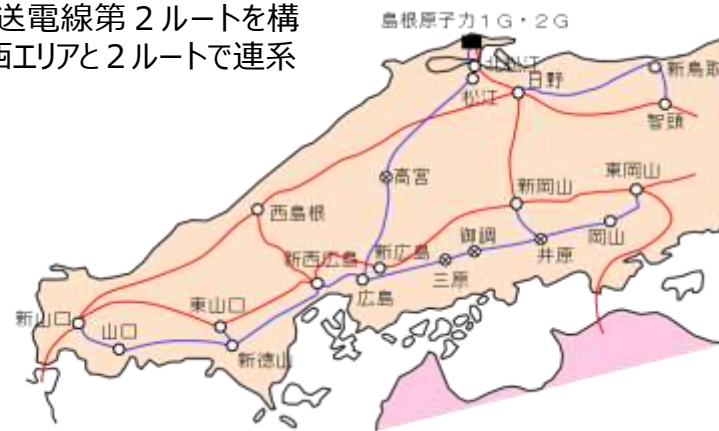 送電線第２ルートを構
西エリアと２ルートで連系
島根原子力１Ｇ・２Ｇ
北松江
日野
松江
新鳥取
智頭
高宮
東岡山
新岡山
西島根
岡山
御調
井原
新広島
新西広島
三原
広島
東山口
新山口
山口
新徳山